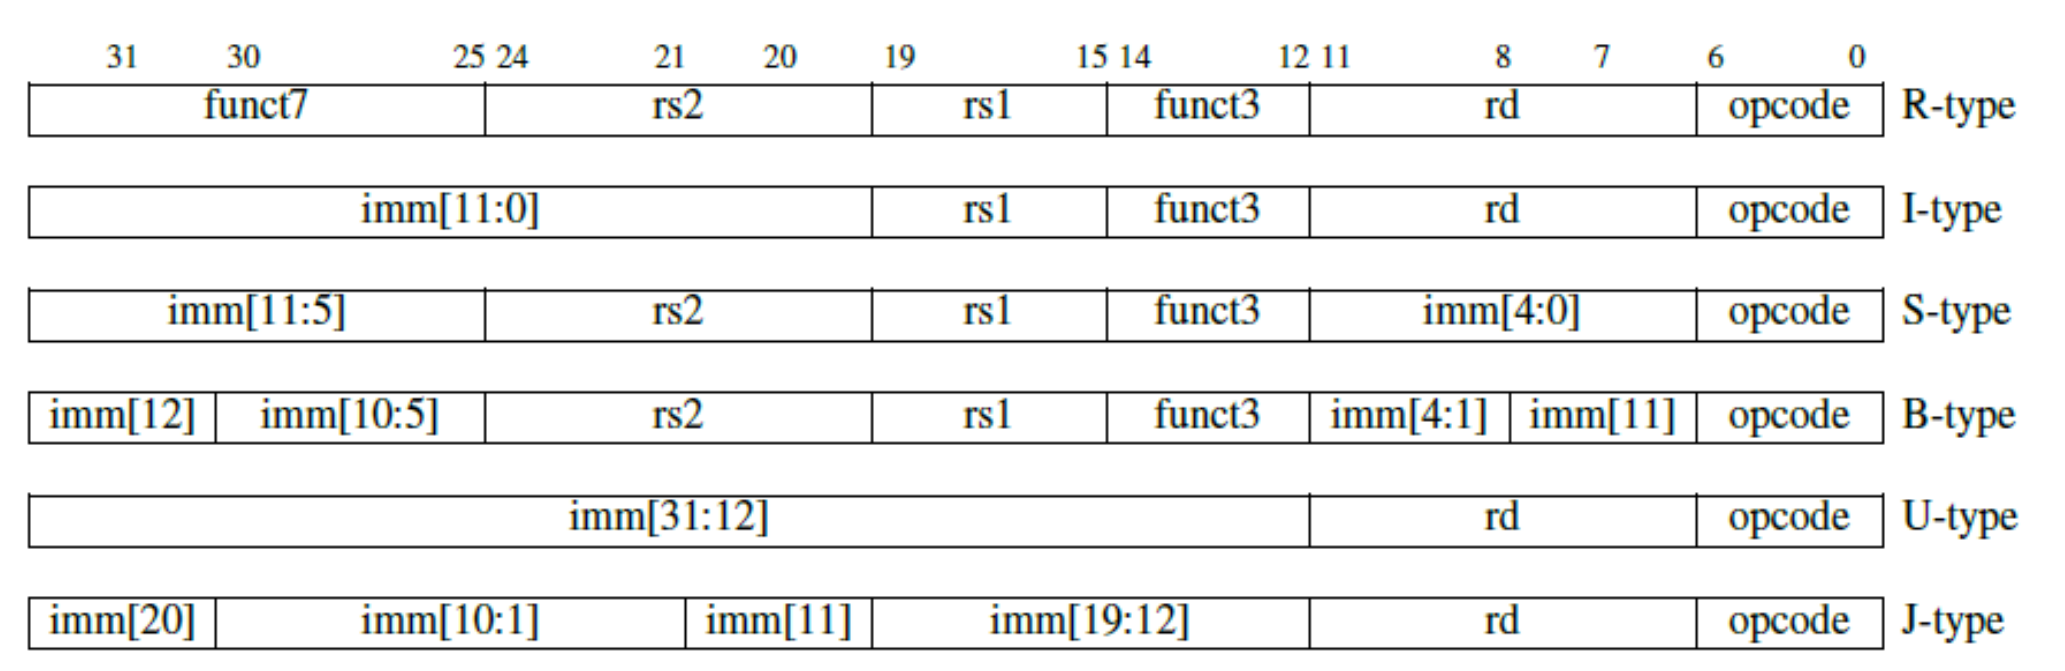 31 30 25 24 21 20 19 15 14 12 11 8 7 6 0
funct7 rs2 rs1 funct3 rd opcode R-type
imm[11:0] rs1 funct3 rd opcode I-type
imm[11:5] rs2 rs1 funct3 imm[4:0] opcode S-type
imm[12] imm[10:5] rs2 rs1 funct3 imm[4:1] imm[11] opcode B-type
imm[31:12] rd opcode U-type
imm[20] imm[10:1] imm[11] imm[19:12] rd opcode J-type